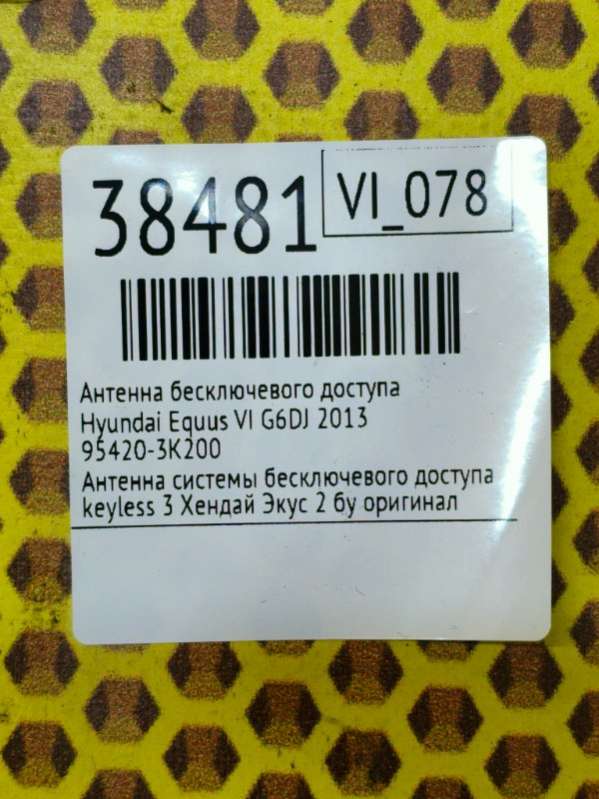 38481
VI_078
Антенна бесключевого доступа
Hyundai Equus VI G6DJ 2013
95420-3K200
Антенна системы бесключевого доступа
keyless 3 Хендай Экус 2 бу оригинал